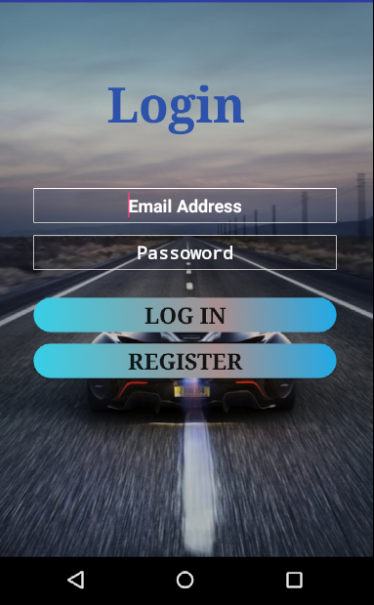 Login
Email Address
Passoword
LOG IN
REGISTER